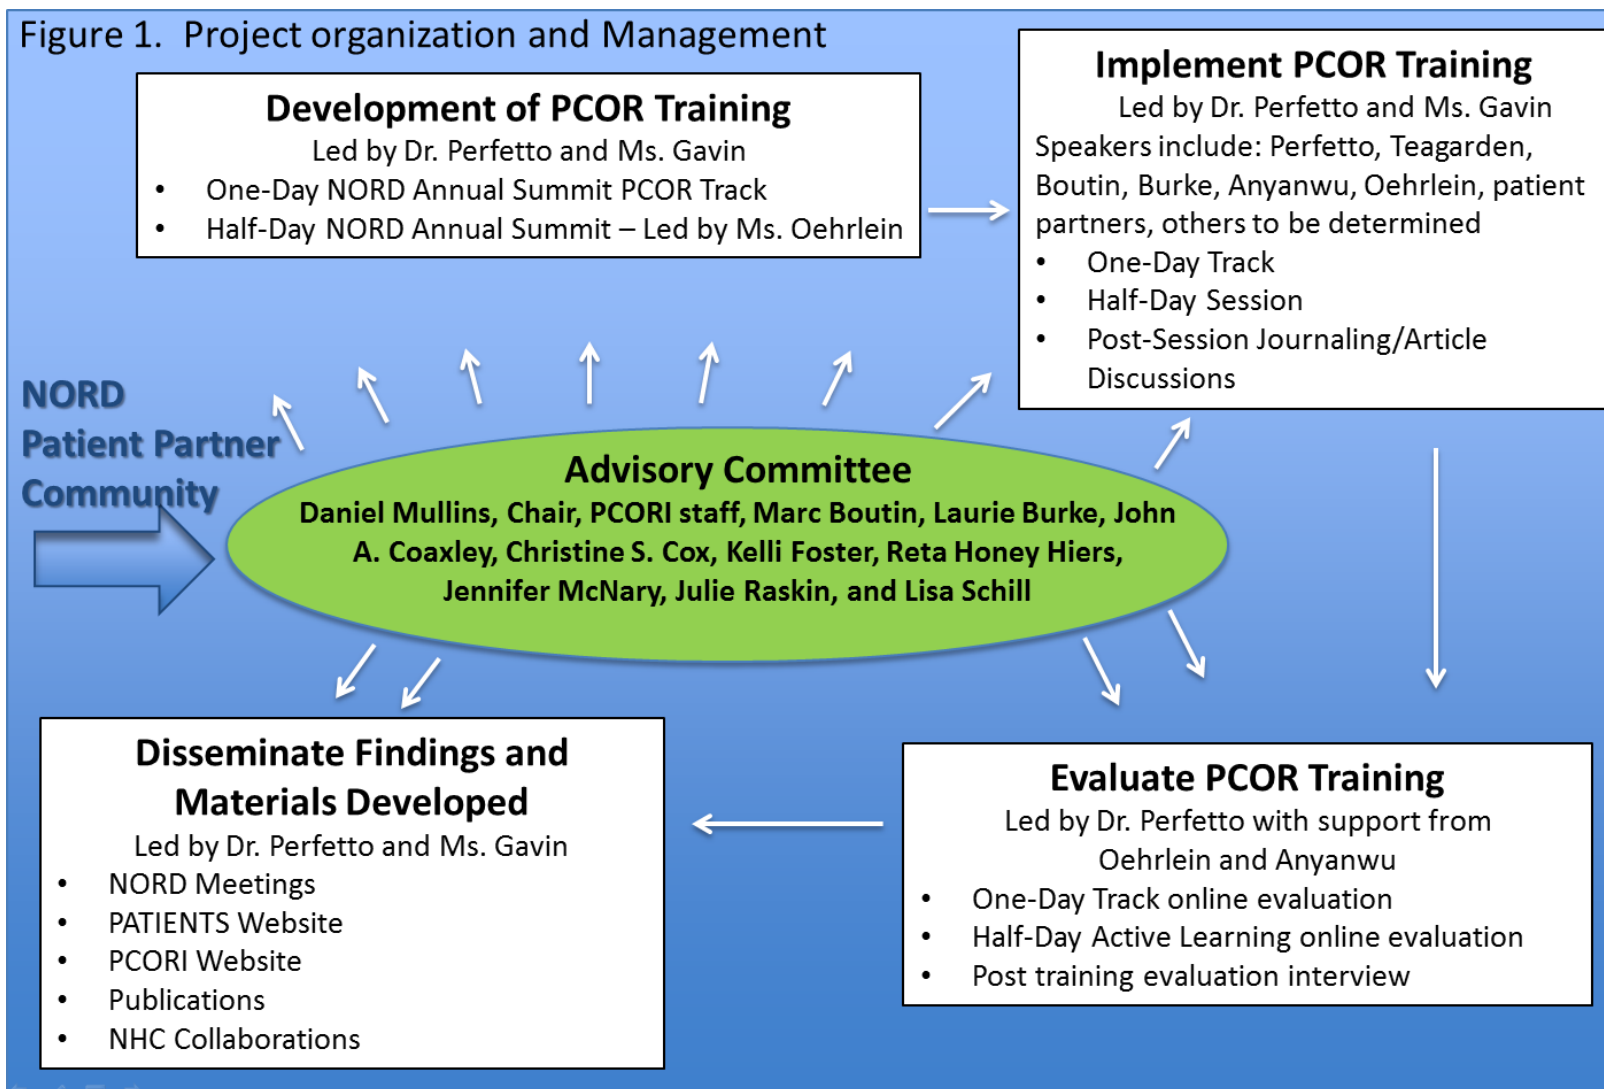 Figure 1.  Project organization and Management
Development of PCOR Training
Led by Dr. Perfetto and Ms. Gavin
• One-Day NORD Annual Summit PCOR Track
• Half-Day NORD Annual Summit – Led by Ms. Oehrlein
Implement PCOR Training
Led by Dr. Perfetto and Ms. Gavin
Speakers include: Perfetto, Teagarden,
Boutin, Burke, Anyanwu, Oehrlein, patient
partners, others to be determined
• One-Day Track
• Half-Day Session
• Post-Session Journaling/Article
Discussions
NORD
Patient Partner
Community
Advisory Committee
Daniel Mullins, Chair, PCORI staff, Marc Boutin, Laurie Burke, John
A. Coaxley, Christine S. Cox, Kelli Foster, Reta Honey Hiers,
Jennifer McNary, Julie Raskin, and Lisa Schill
Disseminate Findings and
Materials Developed
Led by Dr. Perfetto and Ms. Gavin
• NORD Meetings
• PATIENTS Website
• PCORI Website
• Publications
• NHC Collaborations
Evaluate PCOR Training
Led by Dr. Perfetto with support from
Oehrlein and Anyanwu
• One-Day Track online evaluation
• Half-Day Active Learning online evaluation
• Post training evaluation interview